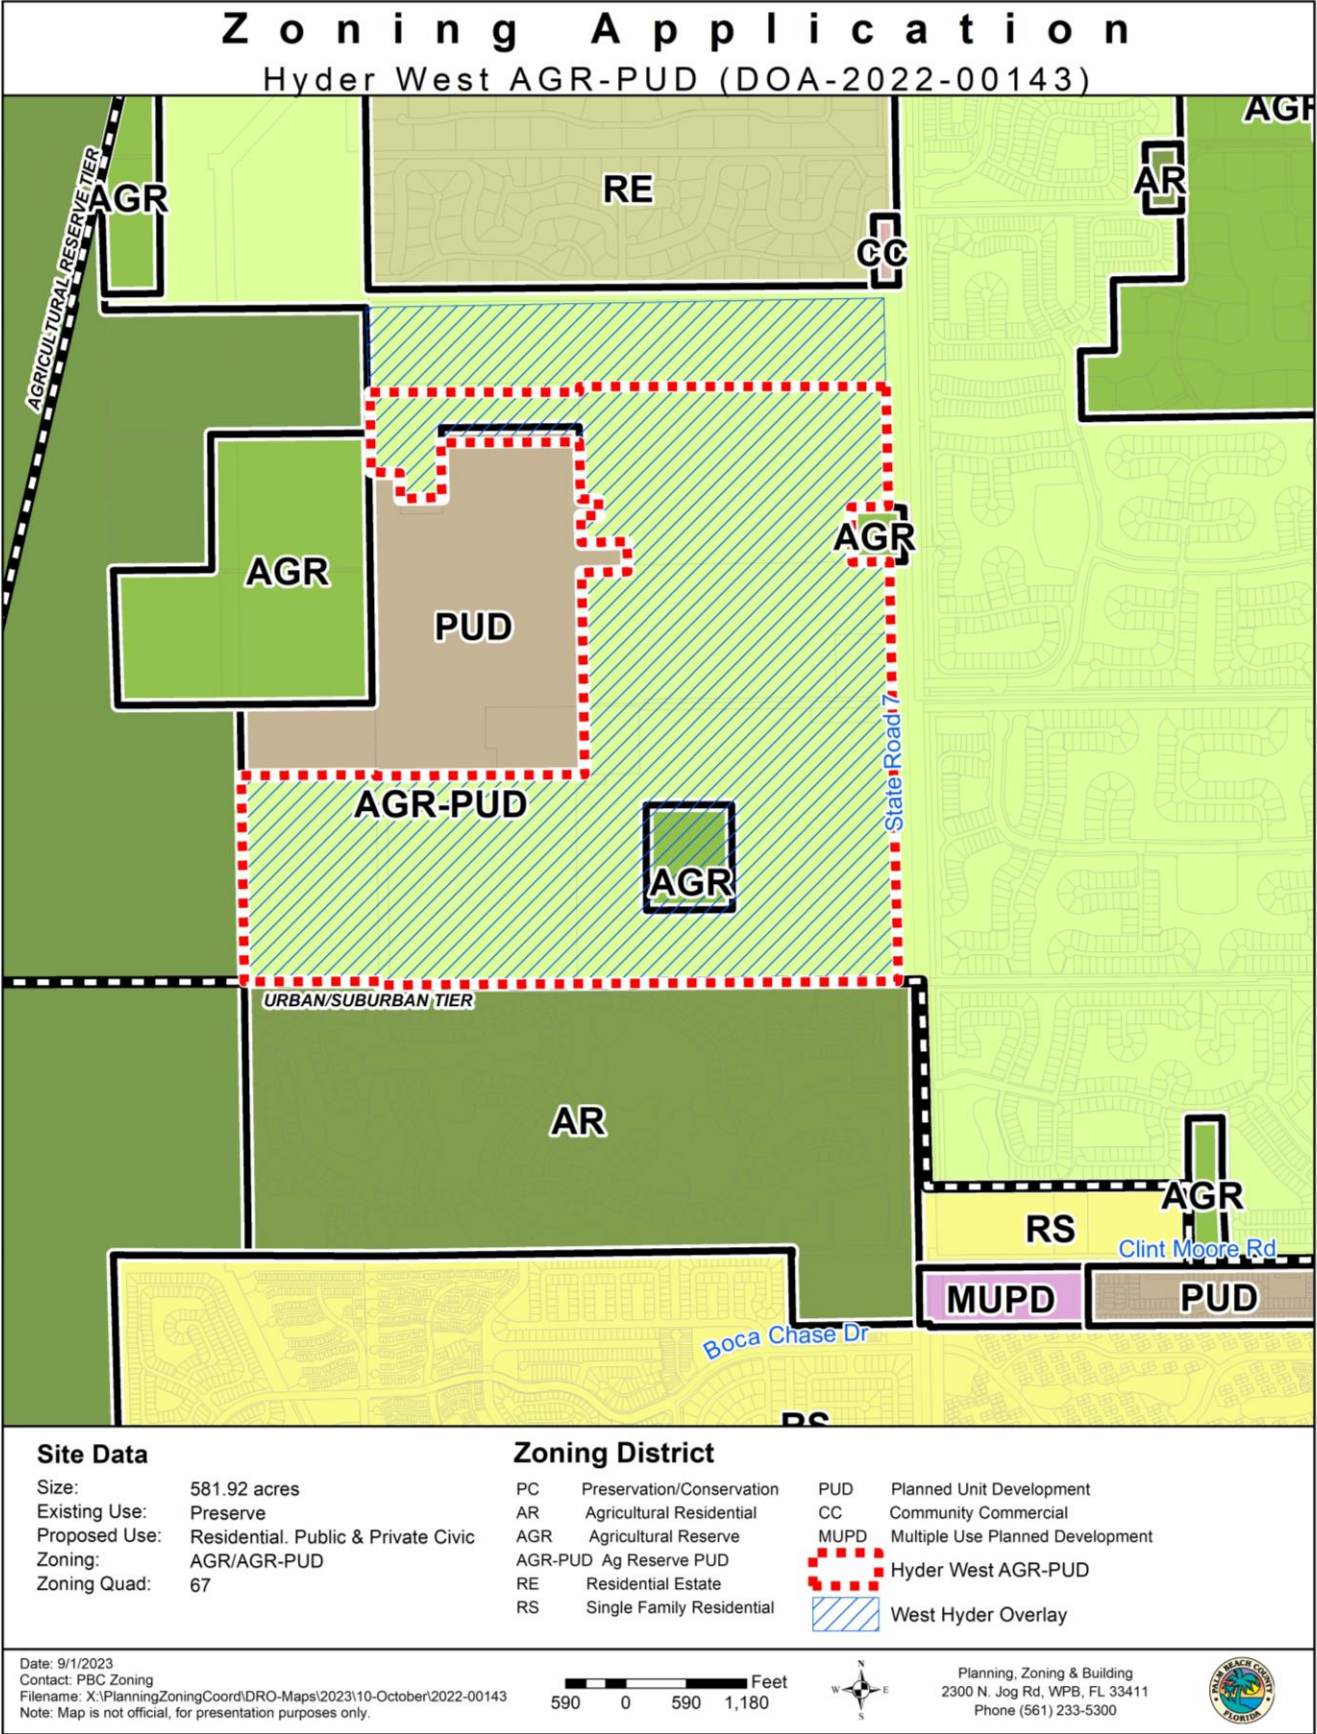 Zoning Application
Hyder West AGR-PUD (DOA-2022-00143)
AGR
AR
AGR
RE
CC
AGRICULTURAL RESERVE TIER
AGR
AGR
PUD
State Road 7
AGR-PUD
AGR
URBAN/SUBURBAN TIER
AR
AGR
RS
Clint Moore Rd
MUPD
PUD
Boca Chase Dr
RS
Site Data
Size: 581.92 acres
Existing Use: Preserve
Proposed Use: Residential. Public & Private Civic
Zoning: AGR/AGR-PUD
Zoning Quad: 67
Zoning District
PC Preservation/Conservation
AR Agricultural Residential
AGR Agricultural Reserve
AGR-PUD Ag Reserve PUD
RE Residential Estate
RS Single Family Residential
PUD Planned Unit Development
CC Community Commercial
MUPD Multiple Use Planned Development
Hyder West AGR-PUD
West Hyder Overlay
Date: 9/1/2023
Contact: PBC Zoning
Filename: X:\PlanningZoningCoord\DRO-Maps\2023\10-October\2022-00143
Note: Map is not official, for presentation purposes only.
Feet
590 0 590 1,180
N
W E
S
Planning, Zoning & Building
2300 N. Jog Rd, WPB, FL 33411
Phone (561) 233-5300
PALM BEACH COUNTY
FLORIDA